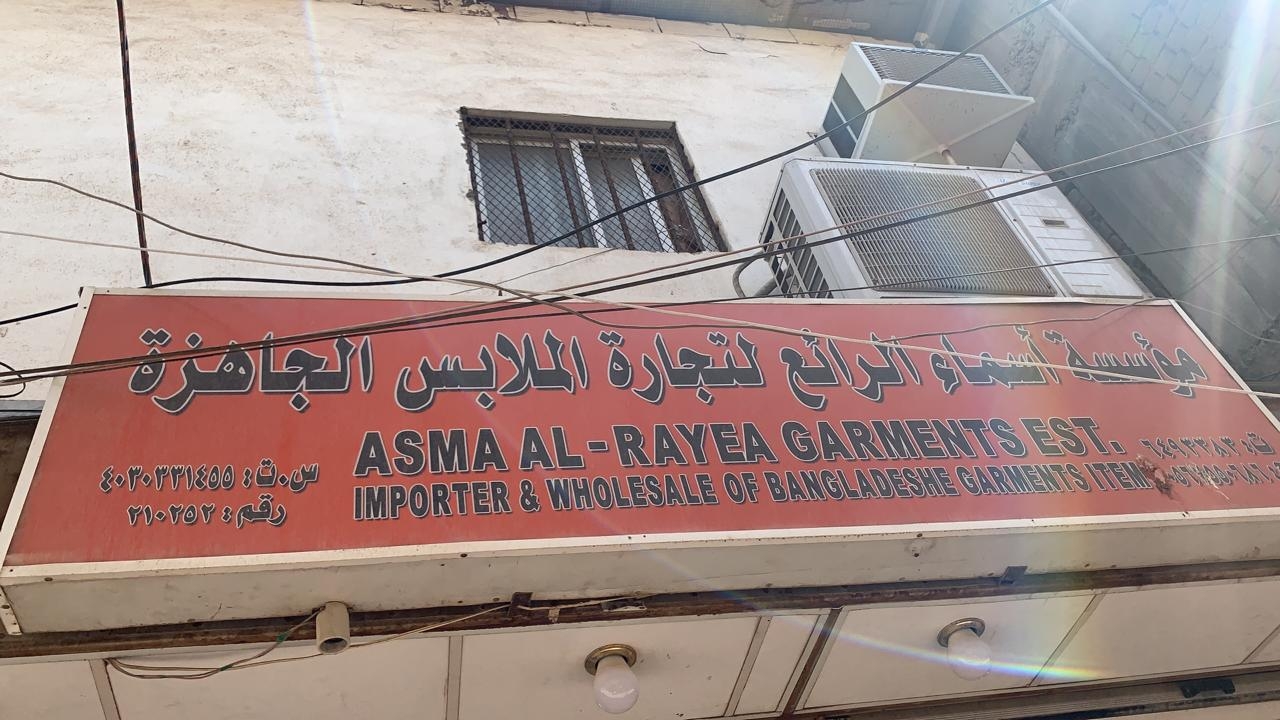 مؤسسة أسماء الرائع لتجارة الملابس الجاهزة
ASMA AL-RAYEA GARMENTS EST.
IMPORTER & WHOLESALE OF BANGLADESHE GARMENTS ITEM
س.ت: ٤٠٣٠٣٣١٤٥٥
رقم: ٢١٠٢٥٢
ت: ٦٤٩٣٣٨٣